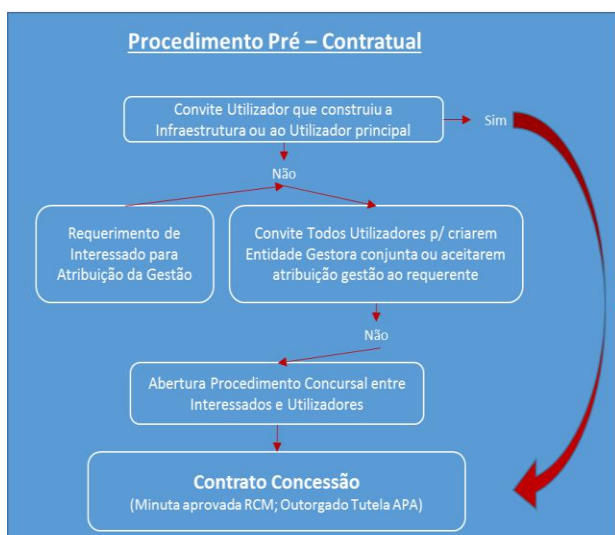 Procedimento Pré – Contratual
Convite Utilizador que construiu a
Infraestrutura ou ao Utilizador principal
Sim
Não
Requerimento de
Interessado para
Atribuição da Gestão
Convite Todos Utilizadores p/ criarem
Entidade Gestora conjunta ou aceitarem
atribuição gestão ao requerente
Não
Abertura Procedimento Concursal entre
Interessados e Utilizadores
Contrato Concessão
(Minuta aprovada RCM; Outorgado Tutela APA)